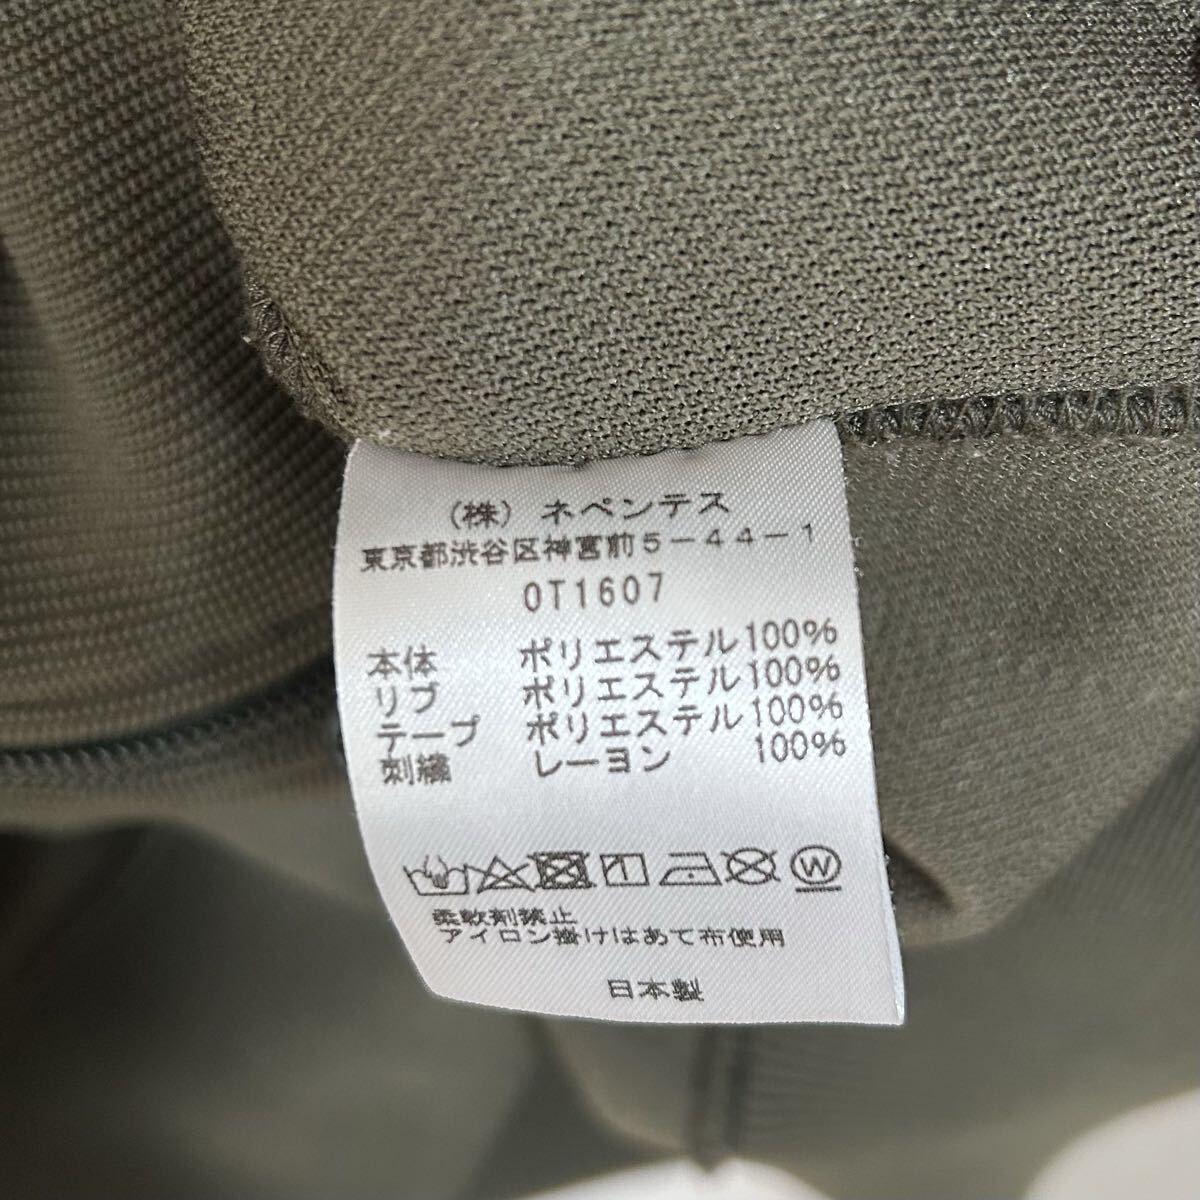 (株) ネペンテス
東京都渋谷区神宮前5-44-1
0T1607
本体 ポリエステル100%
リブ ポリエステル100%
テープ ポリエステル100%
刺繍 レーヨン 100%
W
柔軟剤禁止
アイロン掛けはあて布使用
日本製